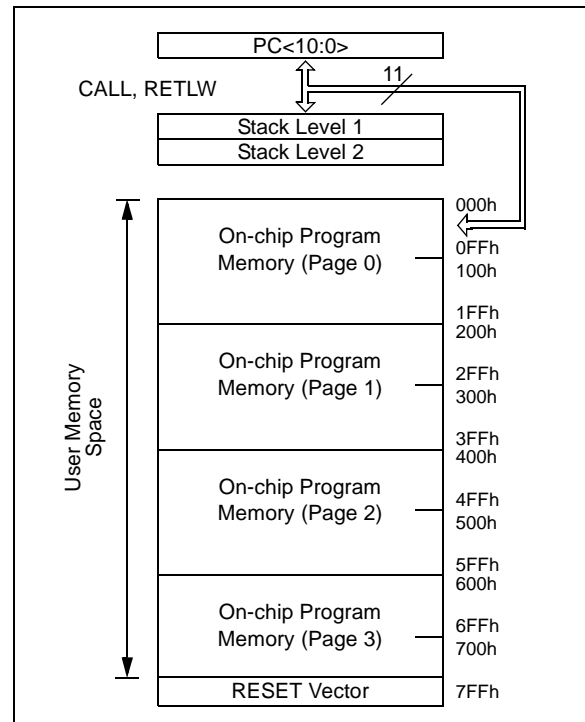 PC<10:0>
CALL, RETLW
11
Stack Level 1
Stack Level 2
User Memory
Space
000h
On-chip Program
Memory (Page 0)
0FFh
100h
1FFh
200h
On-chip Program
Memory (Page 1)
2FFh
300h
3FFh
400h
On-chip Program
Memory (Page 2)
4FFh
500h
5FFh
600h
On-chip Program
Memory (Page 3)
6FFh
700h
RESET Vector
7FFh